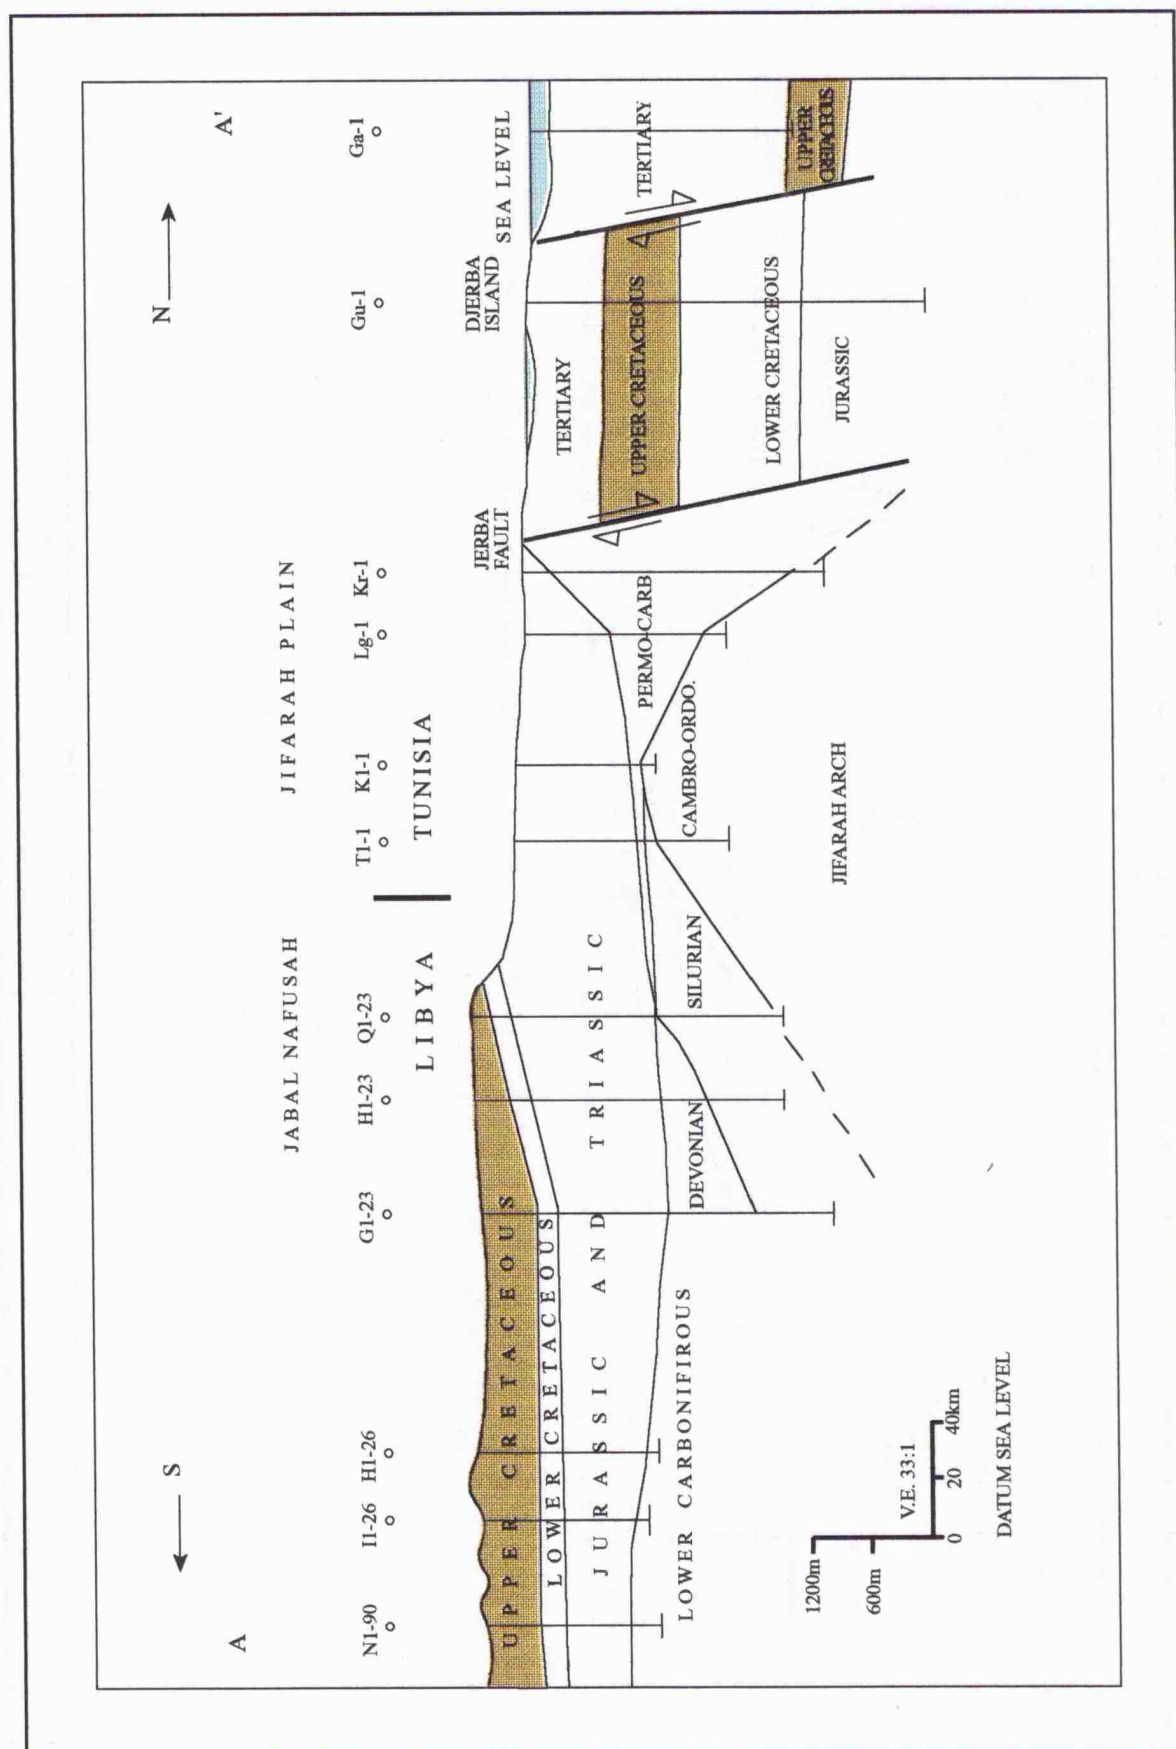 S
N
A
A'
JABAL NAFUSAH
JIFARAH PLAIN
N1-90
I1-26
H1-26
G1-23
H1-23
Q1-23
T1-1
K1-1
Lg-1
Kr-1
Gu-1
Ga-1
LIBYA
TUNISIA
JERBA
FAULT
DJERBA
ISLAND
SEA LEVEL
UPPER CRETACEOUS
LOWER CRETACEOUS
JURASSIC AND TRIASSIC
LOWER CARBONIFIROUS
DEVONIAN
SILURIAN
CAMBRO-ORDO.
PERMO-CARB
JIFARAH ARCH
TERTIARY
UPPER CRETACEOUS
LOWER CRETACEOUS
JURASSIC
TERTIARY
UPPER
CRETACEOUS
1200m
600m
V.E. 33:1
0
20
40km
DATUM SEA LEVEL